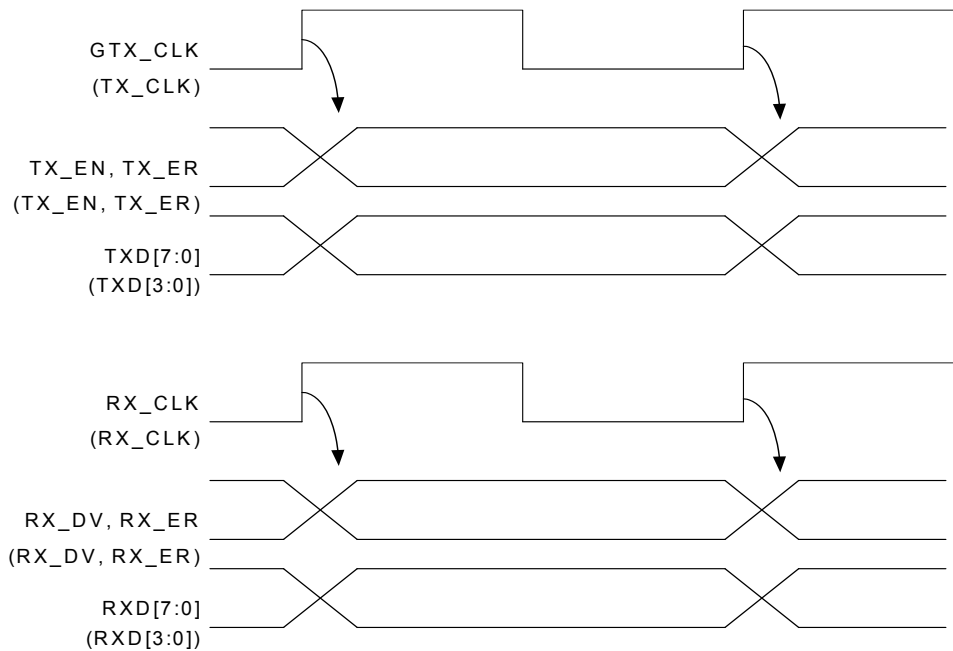 GTX_CLK
(TX_CLK)
TX_EN, TX_ER
(TX_EN, TX_ER)
TXD[7:0]
(TXD[3:0])
RX_CLK
(RX_CLK)
RX_DV, RX_ER
(RX_DV, RX_ER)
RXD[7:0]
(RXD[3:0])